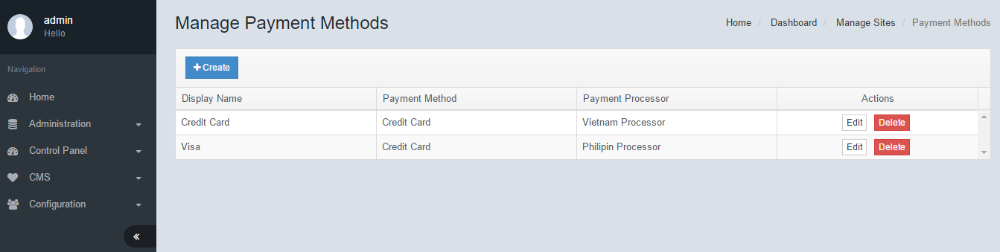 admin
Hello
Navigation
Home
Administration
Control Panel
CMS
Configuration
Manage Payment Methods
Home / Dashboard / Manage Sites / Payment Methods
Create
Display Name Payment Method Payment Processor Actions
Credit Card Credit Card Vietnam Processor Edit Delete
Visa Credit Card Philipin Processor Edit Delete